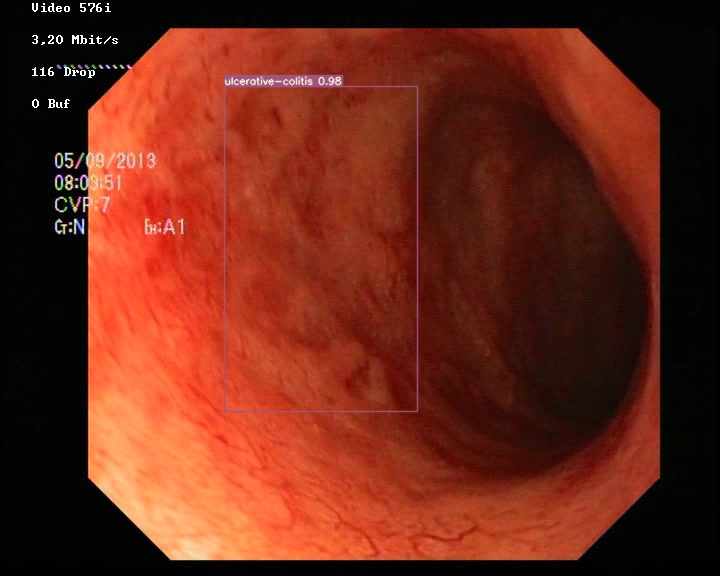 Video 576i
3,20 Mbit/s
116 Drop
0 Buf
ulcerative-colitis 0.98
05/09/2013
08:09:51
CVP:7
Cr:N Eh:A1